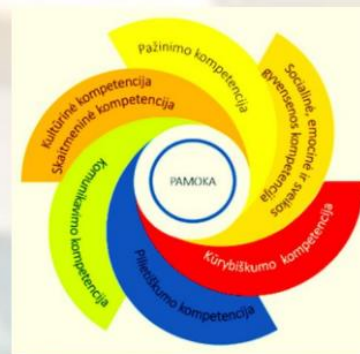 Pažinimo kompetencija
Socialinė, emocinė ir sveikos
gyvensenos kompetencija
Kūrybiškumo kompetencija
Pilietiškumo kompetencija
Komunikavimo kompetencija
Kultūrinė kompetencija
Skaitmeninė kompetencija
PAMOKA